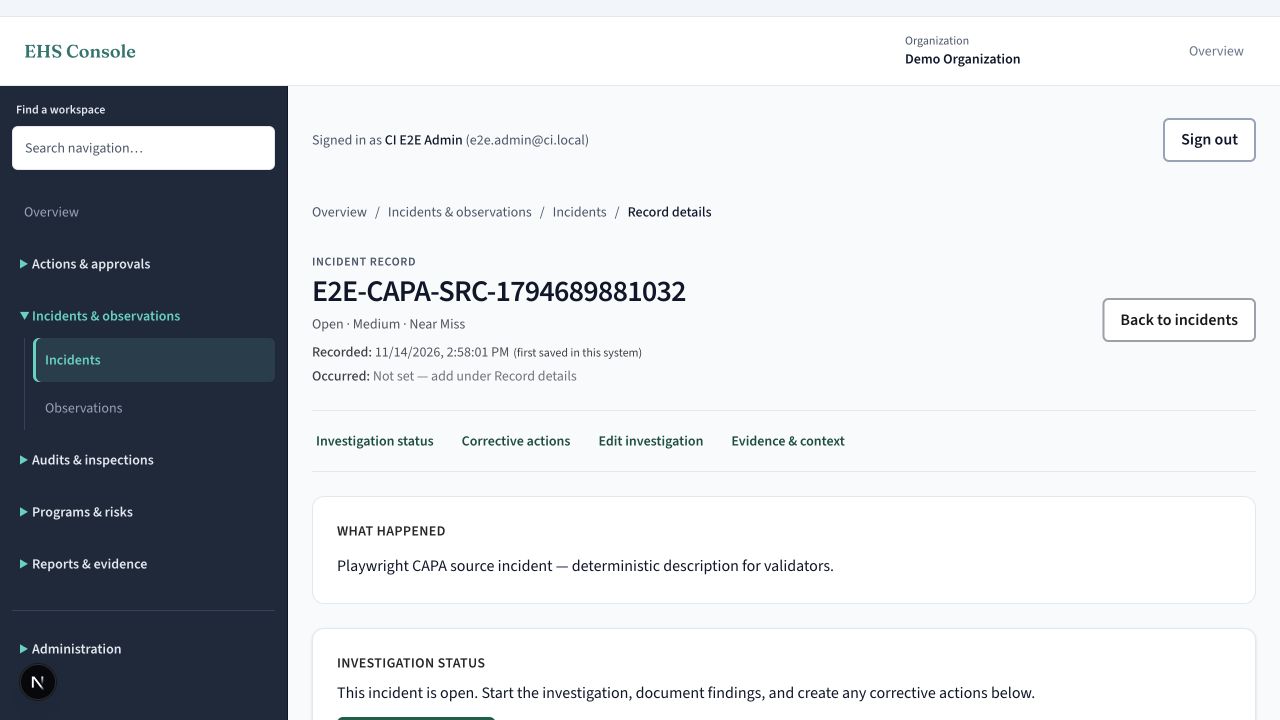 EHS Console
Organization
Demo Organization
Overview
Find a workspace
Search navigation…
Overview
Actions & approvals
Incidents & observations
Incidents
Observations
Audits & inspections
Programs & risks
Reports & evidence
Administration
N
Signed in as CI E2E Admin (e2e.admin@ci.local)
Sign out
Overview / Incidents & observations / Incidents / Record details
INCIDENT RECORD
E2E-CAPA-SRC-1794689881032
Open · Medium · Near Miss
Recorded: 11/14/2026, 2:58:01 PM (first saved in this system)
Occurred: Not set — add under Record details
Back to incidents
Investigation status
Corrective actions
Edit investigation
Evidence & context
WHAT HAPPENED
Playwright CAPA source incident — deterministic description for validators.
INVESTIGATION STATUS
This incident is open. Start the investigation, document findings, and create any corrective actions below.